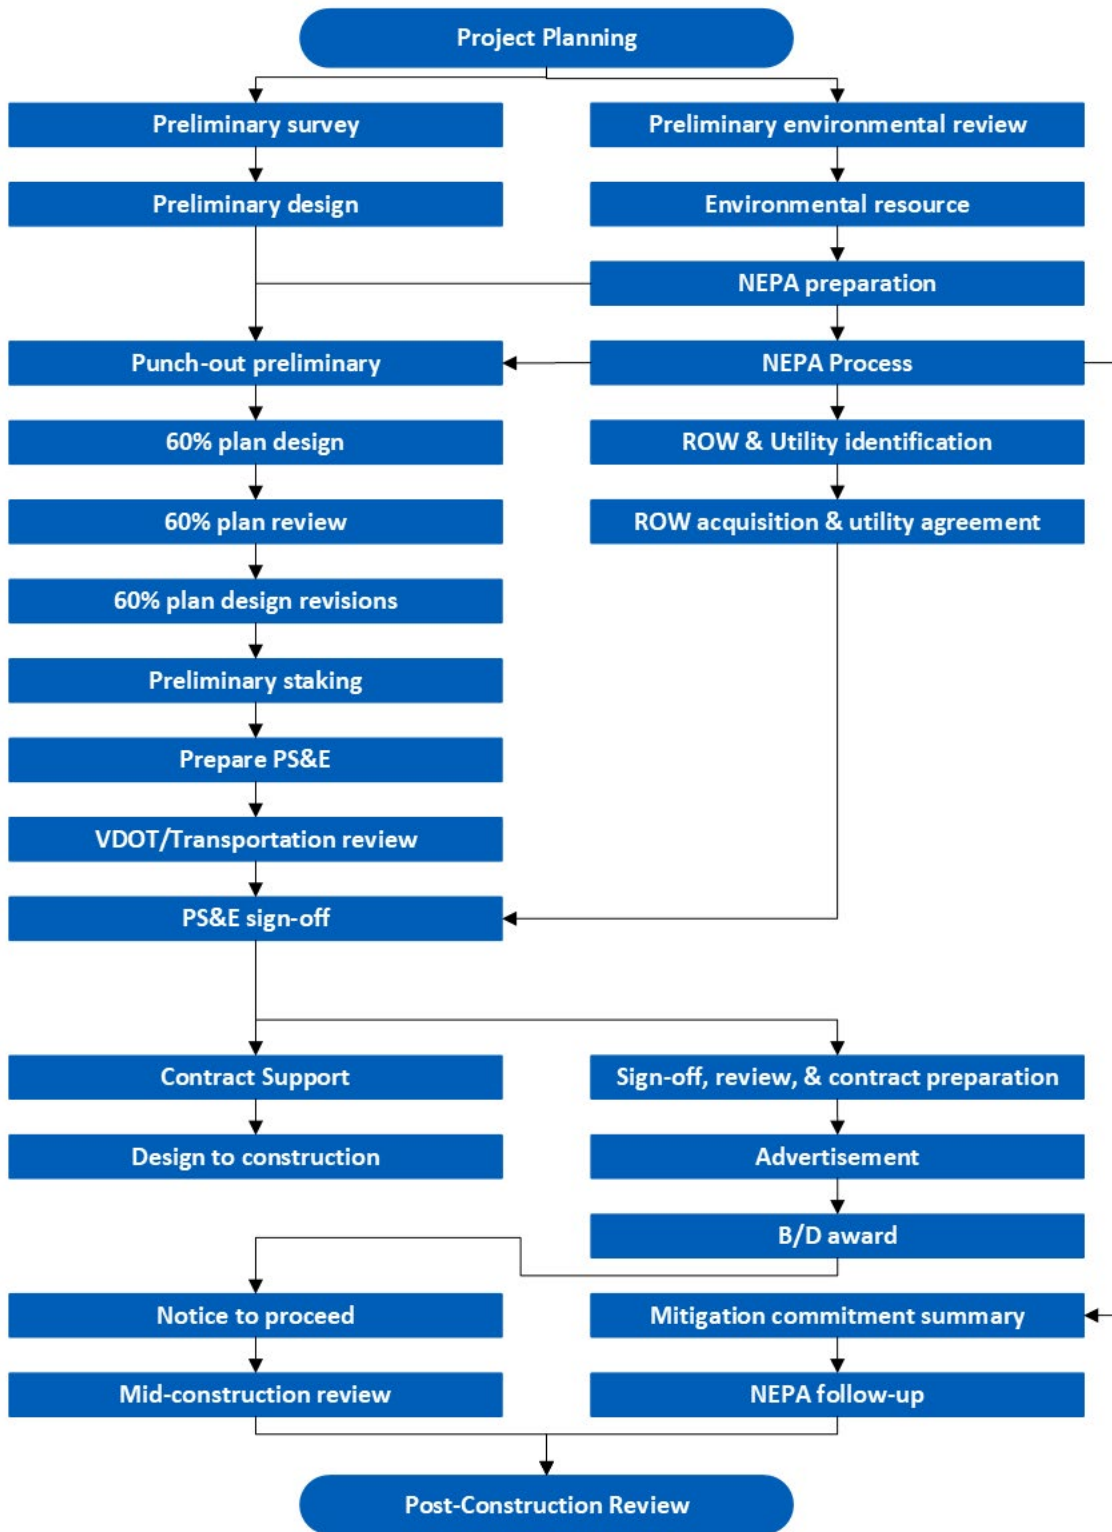 Project Planning
Preliminary survey
Preliminary environmental review
Preliminary design
Environmental resource
NEPA preparation
Punch-out preliminary
NEPA Process
60% plan design
ROW & Utility identification
60% plan review
ROW acquisition & utility agreement
60% plan design revisions
Preliminary staking
Prepare PS&E
VDOT/Transportation review
PS&E sign-off
Contract Support
Sign-off, review, & contract preparation
Design to construction
Advertisement
B/D award
Notice to proceed
Mitigation commitment summary
Mid-construction review
NEPA follow-up
Post-Construction Review